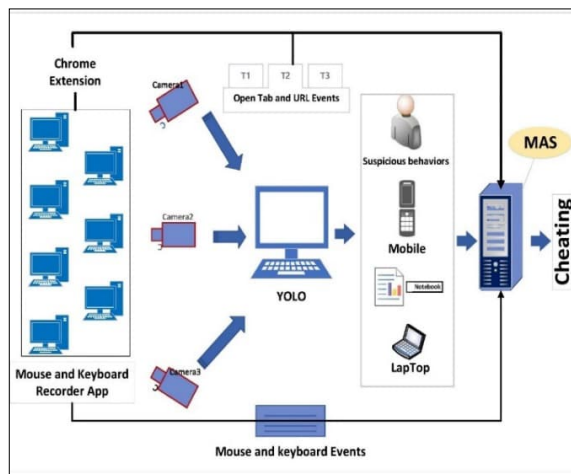 Chrome
Extension
Camera1
T1 T2 T3
Open Tab and URL Events
Suspicious behaviors
MAS
Camera2
YOLO
Mobile
Notebook
LapTop
Cheating
Camera3
Mouse and Keyboard
Recorder App
Mouse and keyboard Events